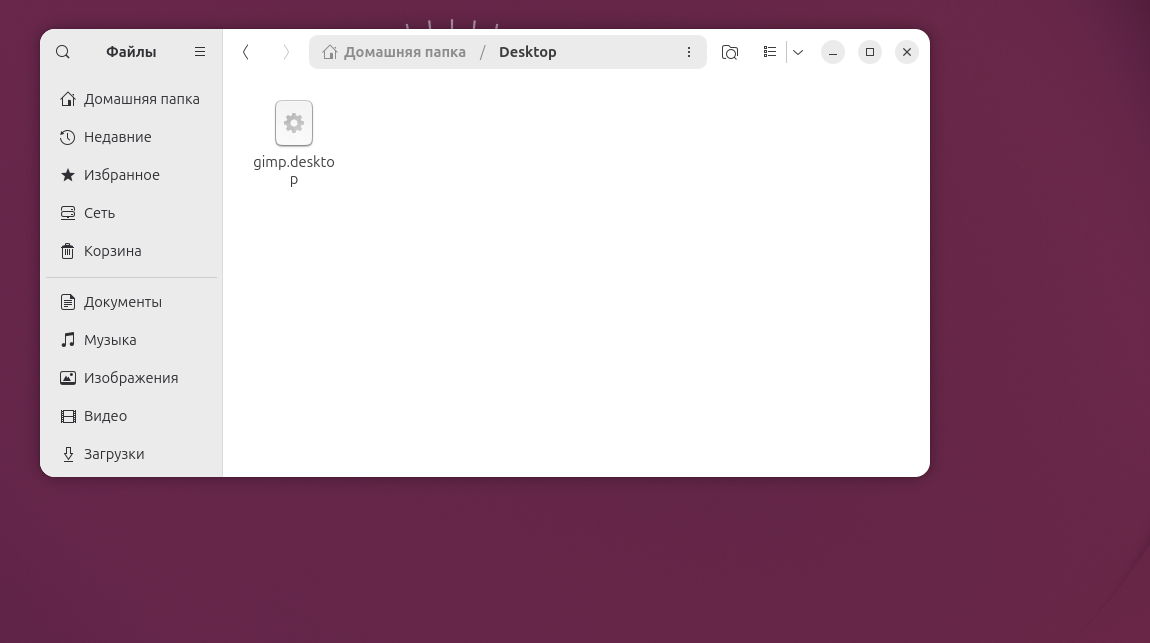 Файлы
Домашняя папка / Desktop
Домашняя папка
Недавние
Избранное
Сеть
Корзина
Документы
Музыка
Изображения
Видео
Загрузки
gimp.deskto
p